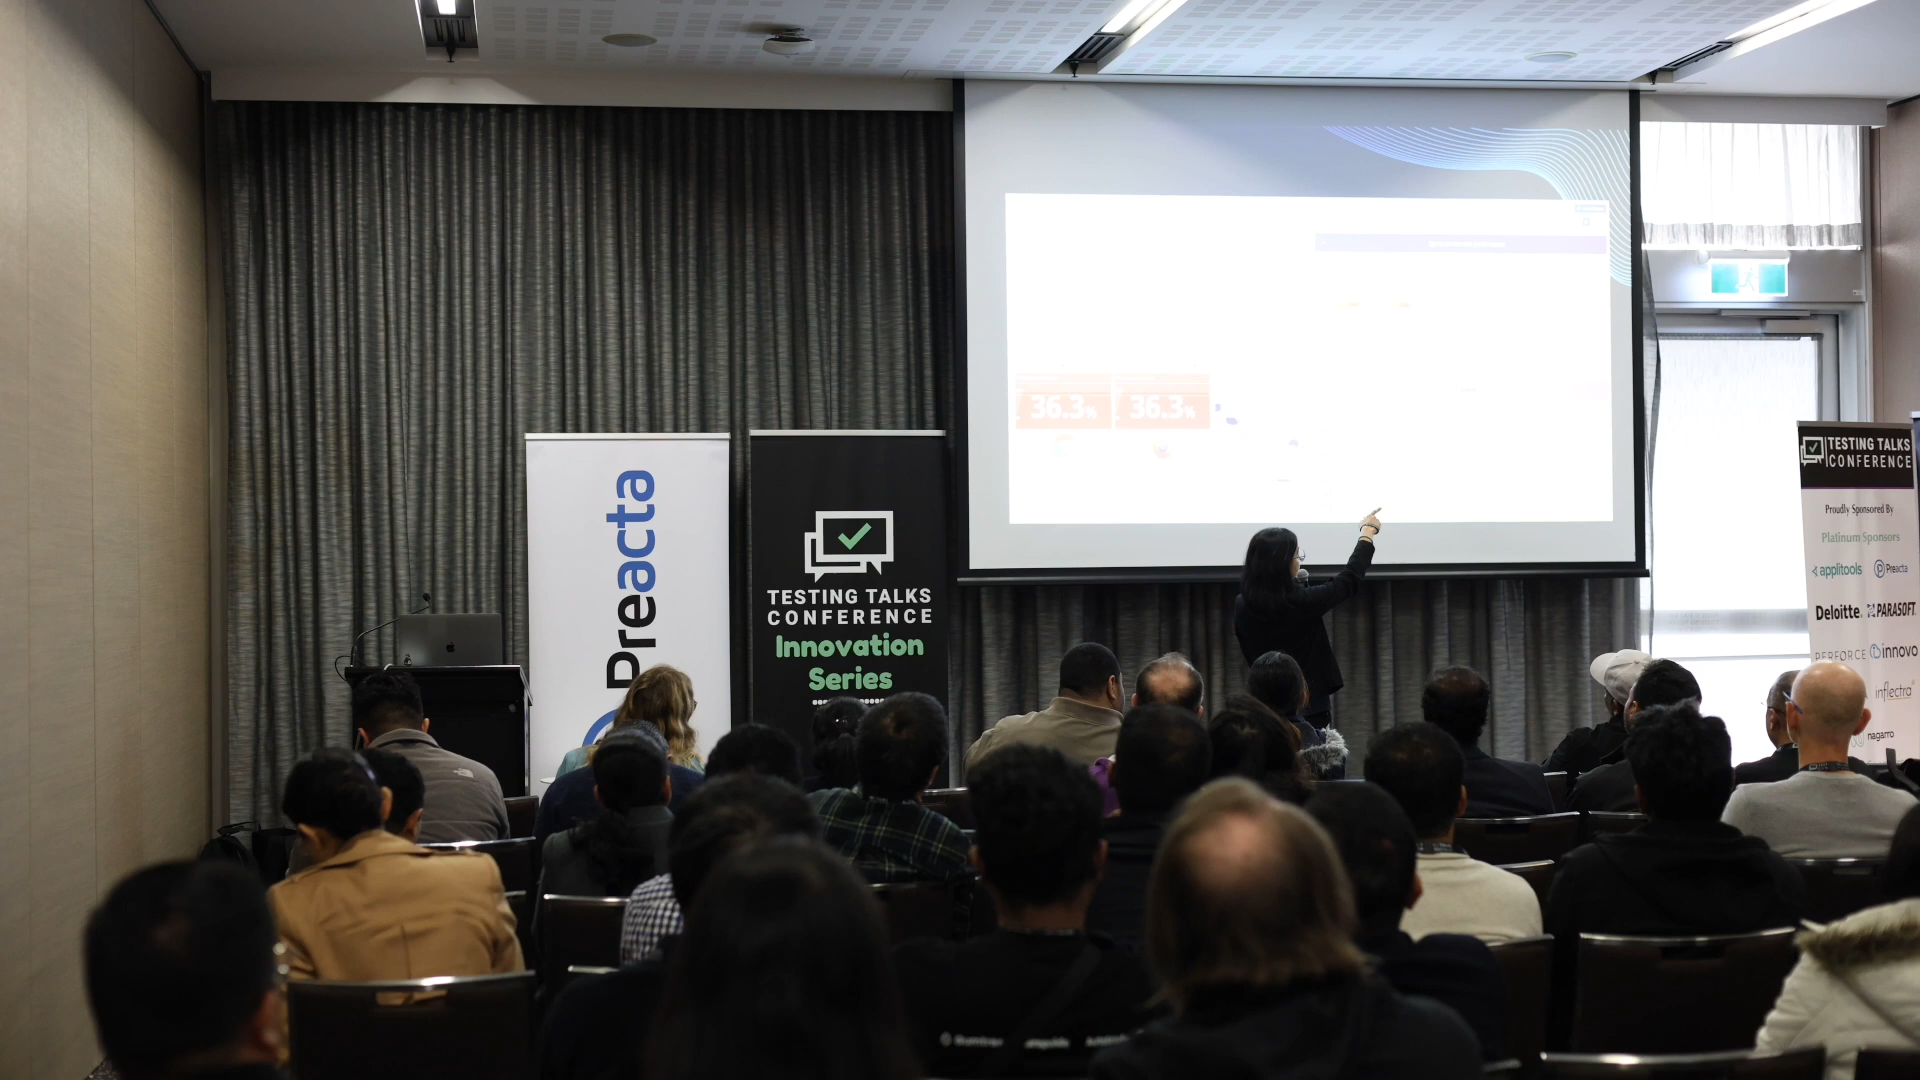 36.3%
36.3%
Preacta
TESTING TALKS
CONFERENCE
Innovation
Series
TESTING TALKS
CONFERENCE
Proudly Sponsored By
Platinum Sponsors
applitools
Preacta
Deloitte.
PARASOFT
PERFORCE
innovo
inflectra
nagarro